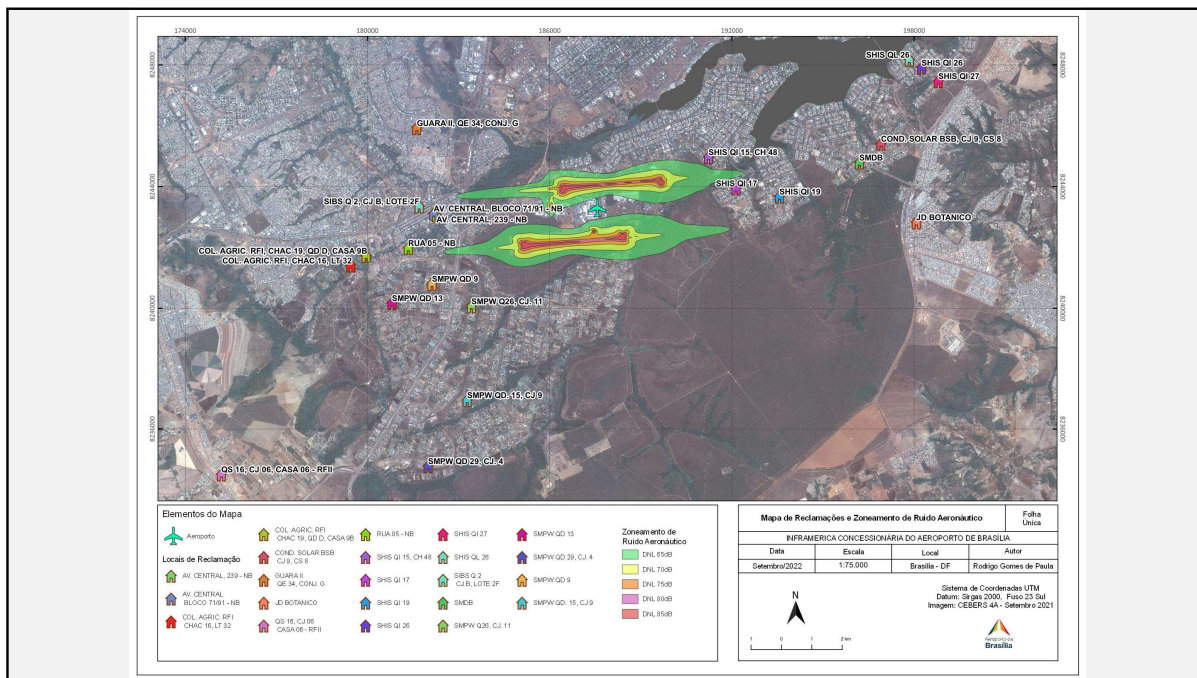 174000 180000 186000 192000 198000
8248000 8248000
SHIS QL 26
SHIS QI 26
SHIS QI 27
GUARA II, QE 34, CONJ. G
COND. SOLAR BSB, CJ 9, CS 8
SHIS QI 15, CH 48
SMDB
8244000 8244000
SHIS QI 17
SHIS QI 19
SIBS Q 2, CJ B, LOTE 2F
AV. CENTRAL, BLOCO 71/91 - NB
AV. CENTRAL, 239 - NB
JD BOTANICO
RUA 05 - NB
COL. AGRIC. RFI, CHAC 19, QD D, CASA 9B
COL. AGRIC. RFI, CHAC 16, LT 32
SMPW QD 9
SMPW QD 13
SMPW Q26, CJ. 11
8240000 8240000
SMPW QD. 15, CJ 9
8236000 8236000
SMPW QD 29, CJ. 4
QS 16, CJ 06, CASA 06 - RFII
Elementos do Mapa
Aeroporto
Locais de Reclamação
AV. CENTRAL, 239 - NB
AV. CENTRAL
BLOCO 71/91 - NB
COL. AGRIC. RFI
CHAC 16, LT 32
COL. AGRIC. RFI
CHAC 19, QD D, CASA 9B
COND. SOLAR BSB
CJ 9, CS 8
GUARA II
QE 34, CONJ. G
JD BOTANICO
QS 16, CJ 06
CASA 06 - RFII
RUA 05 - NB
SHIS QI 15, CH 48
SHIS QI 17
SHIS QI 19
SHIS QI 26
SHIS QI 27
SHIS QL 26
SIBS Q 2
CJ B, LOTE 2F
SMDB
SMPW Q26, CJ. 11
SMPW QD 13
SMPW QD 29, CJ. 4
SMPW QD 9
SMPW QD. 15, CJ 9
Zoneamento de
Ruído Aeronáutico
DNL 65dB
DNL 70dB
DNL 75dB
DNL 80dB
DNL 85dB
Mapa de Reclamações e Zoneamento de Ruído Aeronáutico
Folha
Única
INFRAMERICA CONCESSIONÁRIA DO AEROPORTO DE BRASÍLIA
Data Escala Local Autor
Setembro/2022 1:75.000 Brasília - DF Rodrigo Gomes de Paula
Sistema de Coordenadas UTM
Datum: Sirgas 2000, Fuso 23 Sul
Imagem: CEBERS 4A - Setembro 2021
N
1 0 1 2 km
Aeroporto de
Brasília